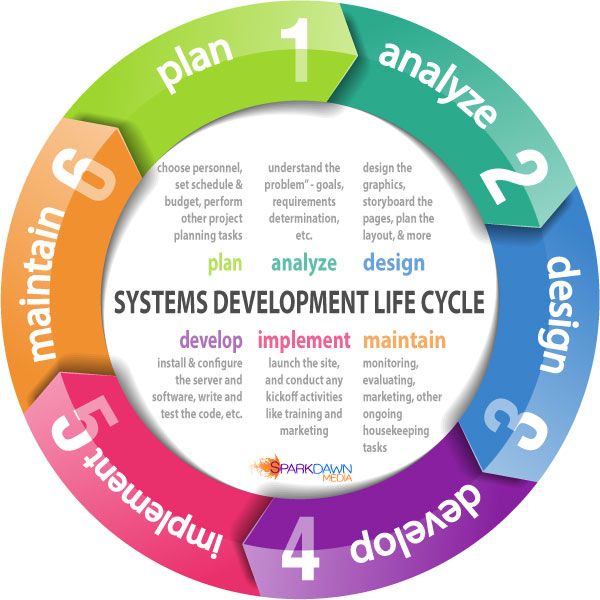 plan 1
analyze 2
design 3
develop 4
implement 5
maintain 6
choose personnel,
set schedule &
budget, perform
other project
planning tasks
plan
understand the
problem" - goals,
requirements
determination,
etc.
analyze
design the
graphics,
storyboard the
pages, plan the
layout, & more
design
SYSTEMS DEVELOPMENT LIFE CYCLE
develop
install & configure
the server and
software, write and
test the code, etc.
implement
launch the site,
and conduct any
kickoff activities
like training and
marketing
maintain
monitoring,
evaluating,
marketing, other
ongoing
housekeeping
tasks
SPARKDAWN
MEDIA